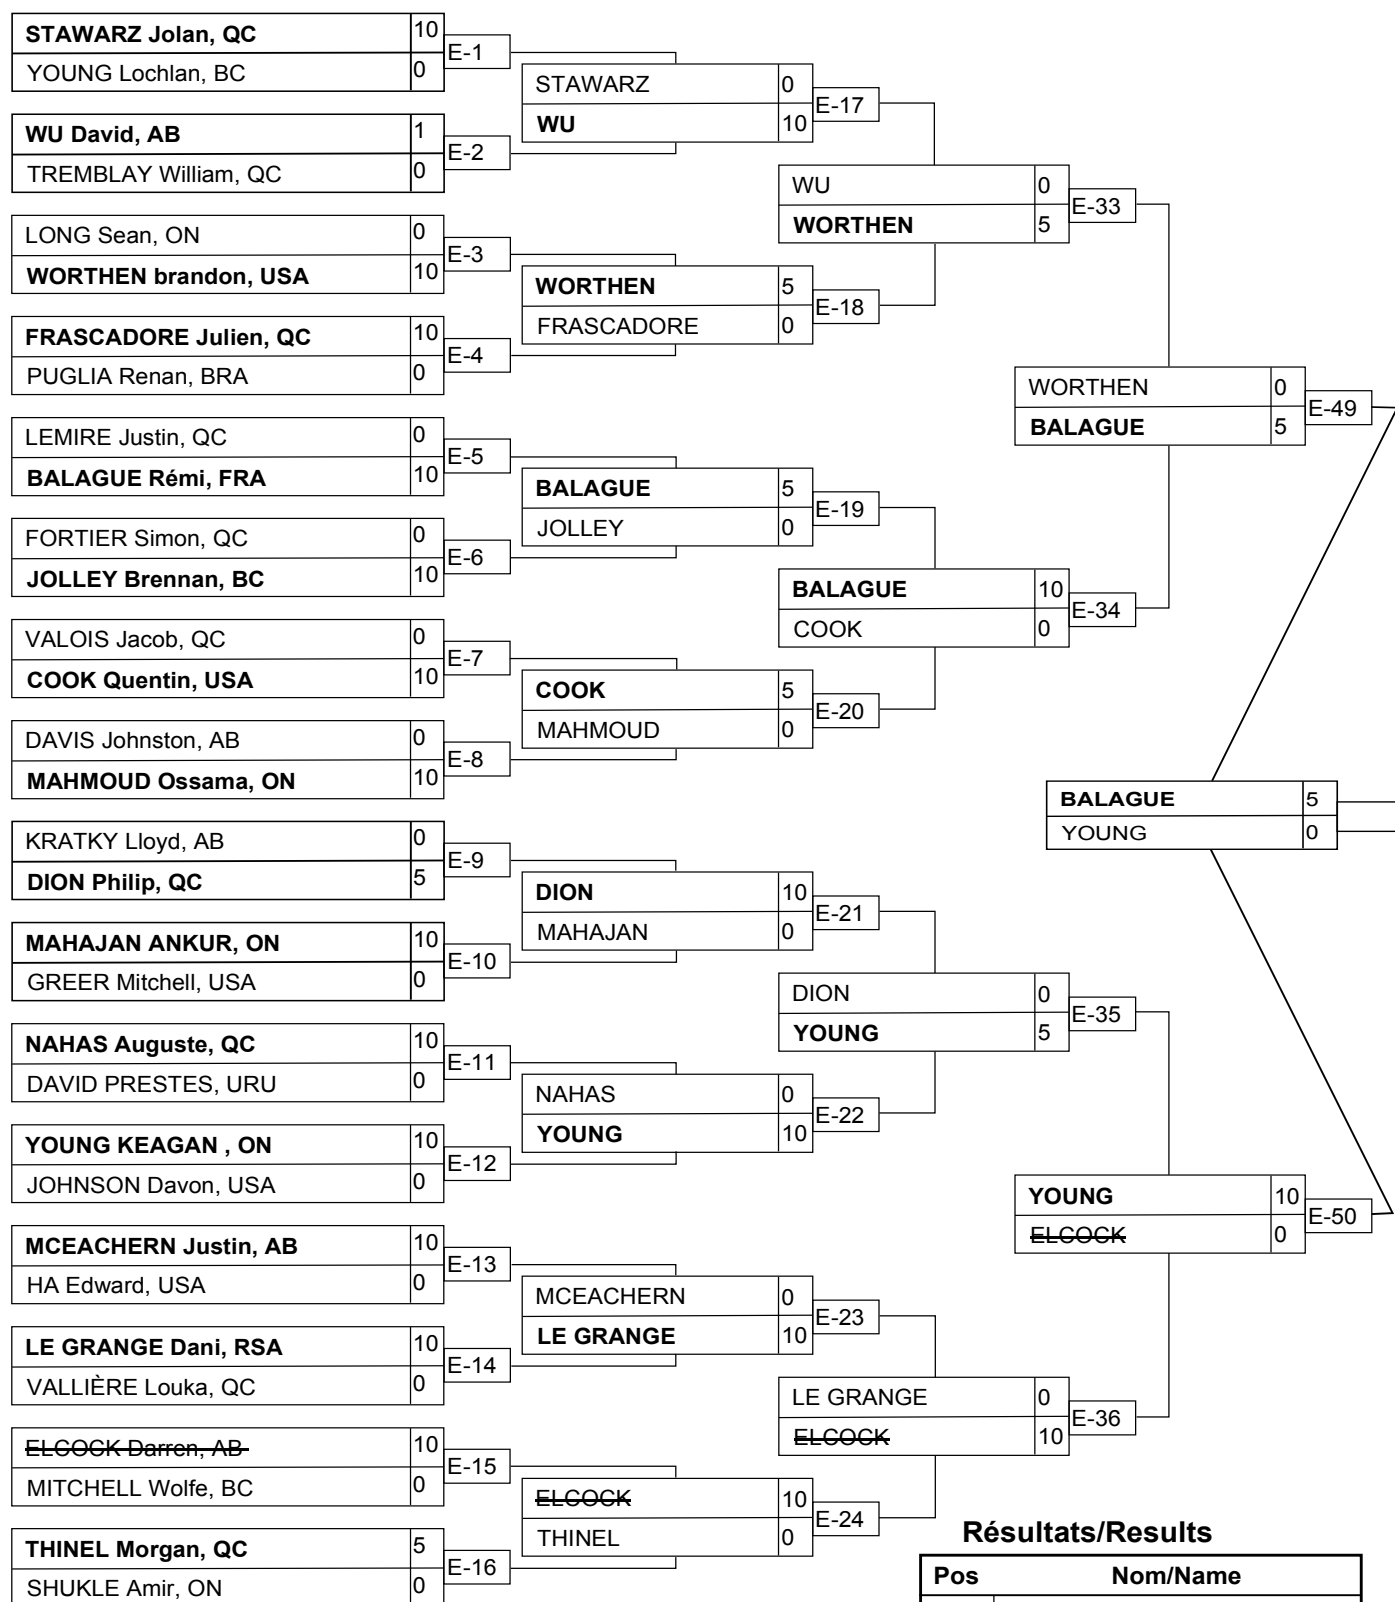 STAWARZ Jolan, QC 10
YOUNG Lochlan, BC 0
E-1
WU David, AB 1
TREMBLAY William, QC 0
E-2
LONG Sean, ON 0
WORTHEN brandon, USA 10
E-3
FRASCADORE Julien, QC 10
PUGLIA Renan, BRA 0
E-4
LEMIRE Justin, QC 0
BALAGUE Rémi, FRA 10
E-5
FORTIER Simon, QC 0
JOLLEY Brennan, BC 10
E-6
VALOIS Jacob, QC 0
COOK Quentin, USA 10
E-7
DAVIS Johnston, AB 0
MAHMOUD Ossama, ON 10
E-8
KRATKY Lloyd, AB 0
DION Philip, QC 5
E-9
MAHAJAN ANKUR, ON 10
GREER Mitchell, USA 0
E-10
NAHAS Auguste, QC 10
DAVID PRESTES, URU 0
E-11
YOUNG KEAGAN , ON 10
JOHNSON Davon, USA 0
E-12
MCEACHERN Justin, AB 10
HA Edward, USA 0
E-13
LE GRANGE Dani, RSA 10
VALLIÈRE Louka, QC 0
E-14
ELCOCK Darren, AB 10
MITCHELL Wolfe, BC 0
E-15
THINEL Morgan, QC 5
SHUKLE Amir, ON 0
E-16
STAWARZ 0
WU 10
E-17
WORTHEN 5
FRASCADORE 0
E-18
BALAGUE 5
JOLLEY 0
E-19
COOK 5
MAHMOUD 0
E-20
DION 10
MAHAJAN 0
E-21
NAHAS 0
YOUNG 10
E-22
MCEACHERN 0
LE GRANGE 10
E-23
ELCOCK 10
THINEL 0
E-24
WU 0
WORTHEN 5
E-33
BALAGUE 10
COOK 0
E-34
DION 0
YOUNG 5
E-35
LE GRANGE 0
ELCOCK 10
E-36
WORTHEN 0
BALAGUE 5
E-49
YOUNG 10
ELCOCK 0
E-50
BALAGUE 5
YOUNG 0
Résultats/Results
Pos Nom/Name